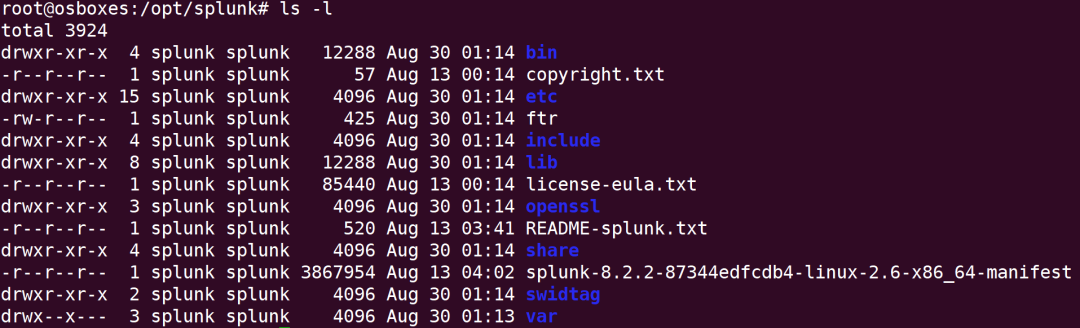 root@osboxes:/opt/splunk# ls -l
total 3924
drwxr-xr-x  4 splunk splunk   12288 Aug 30 01:14 bin
-r--r--r--  1 splunk splunk      57 Aug 13 00:14 copyright.txt
drwxr-xr-x 15 splunk splunk    4096 Aug 30 01:14 etc
-rw-r--r--  1 splunk splunk     425 Aug 30 01:14 ftr
drwxr-xr-x  4 splunk splunk    4096 Aug 30 01:14 include
drwxr-xr-x  8 splunk splunk   12288 Aug 30 01:14 lib
-r--r--r--  1 splunk splunk   85440 Aug 13 00:14 license-eula.txt
drwxr-xr-x  3 splunk splunk    4096 Aug 30 01:14 openssl
-r--r--r--  1 splunk splunk     520 Aug 13 03:41 README-splunk.txt
drwxr-xr-x  4 splunk splunk    4096 Aug 30 01:14 share
-r--r--r--  1 splunk splunk 3867954 Aug 13 04:02 splunk-8.2.2-87344edfcdb4-linux-2.6-x86_64-manifest
drwxr-xr-x  2 splunk splunk    4096 Aug 30 01:14 swidtag
drwx--x---  3 splunk splunk    4096 Aug 30 01:13 var